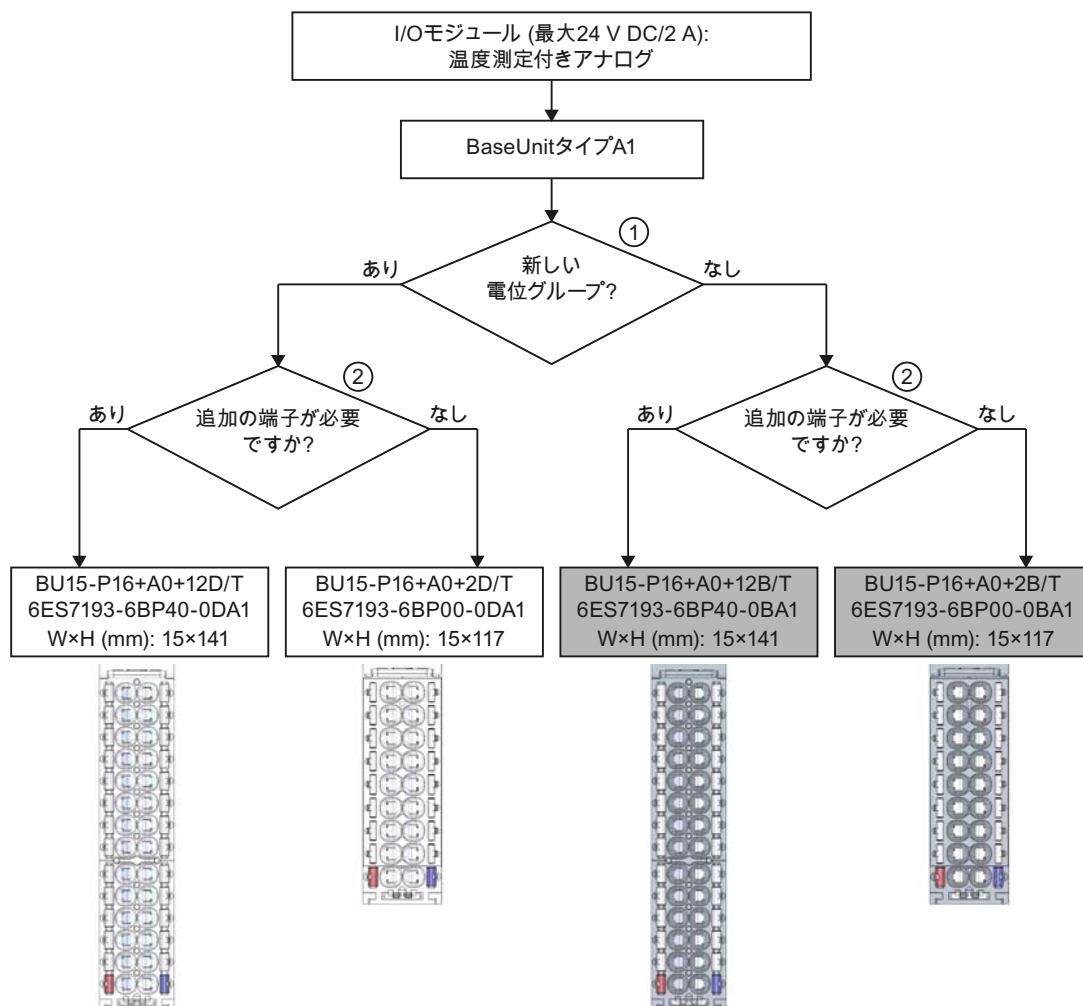 I/Oモジュール (最大24 V DC/2 A):
温度測定付きアナログ
BaseUnitタイプA1
①
新しい
電位グループ?
あり
なし
②
追加の端子が必要
ですか?
あり
なし
②
追加の端子が必要
ですか?
あり
なし
BU15-P16+A0+12D/T
6ES7193-6BP40-0DA1
W×H (mm): 15×141
BU15-P16+A0+2D/T
6ES7193-6BP00-0DA1
W×H (mm): 15×117
BU15-P16+A0+12B/T
6ES7193-6BP40-0BA1
W×H (mm): 15×141
BU15-P16+A0+2B/T
6ES7193-6BP00-0BA1
W×H (mm): 15×117